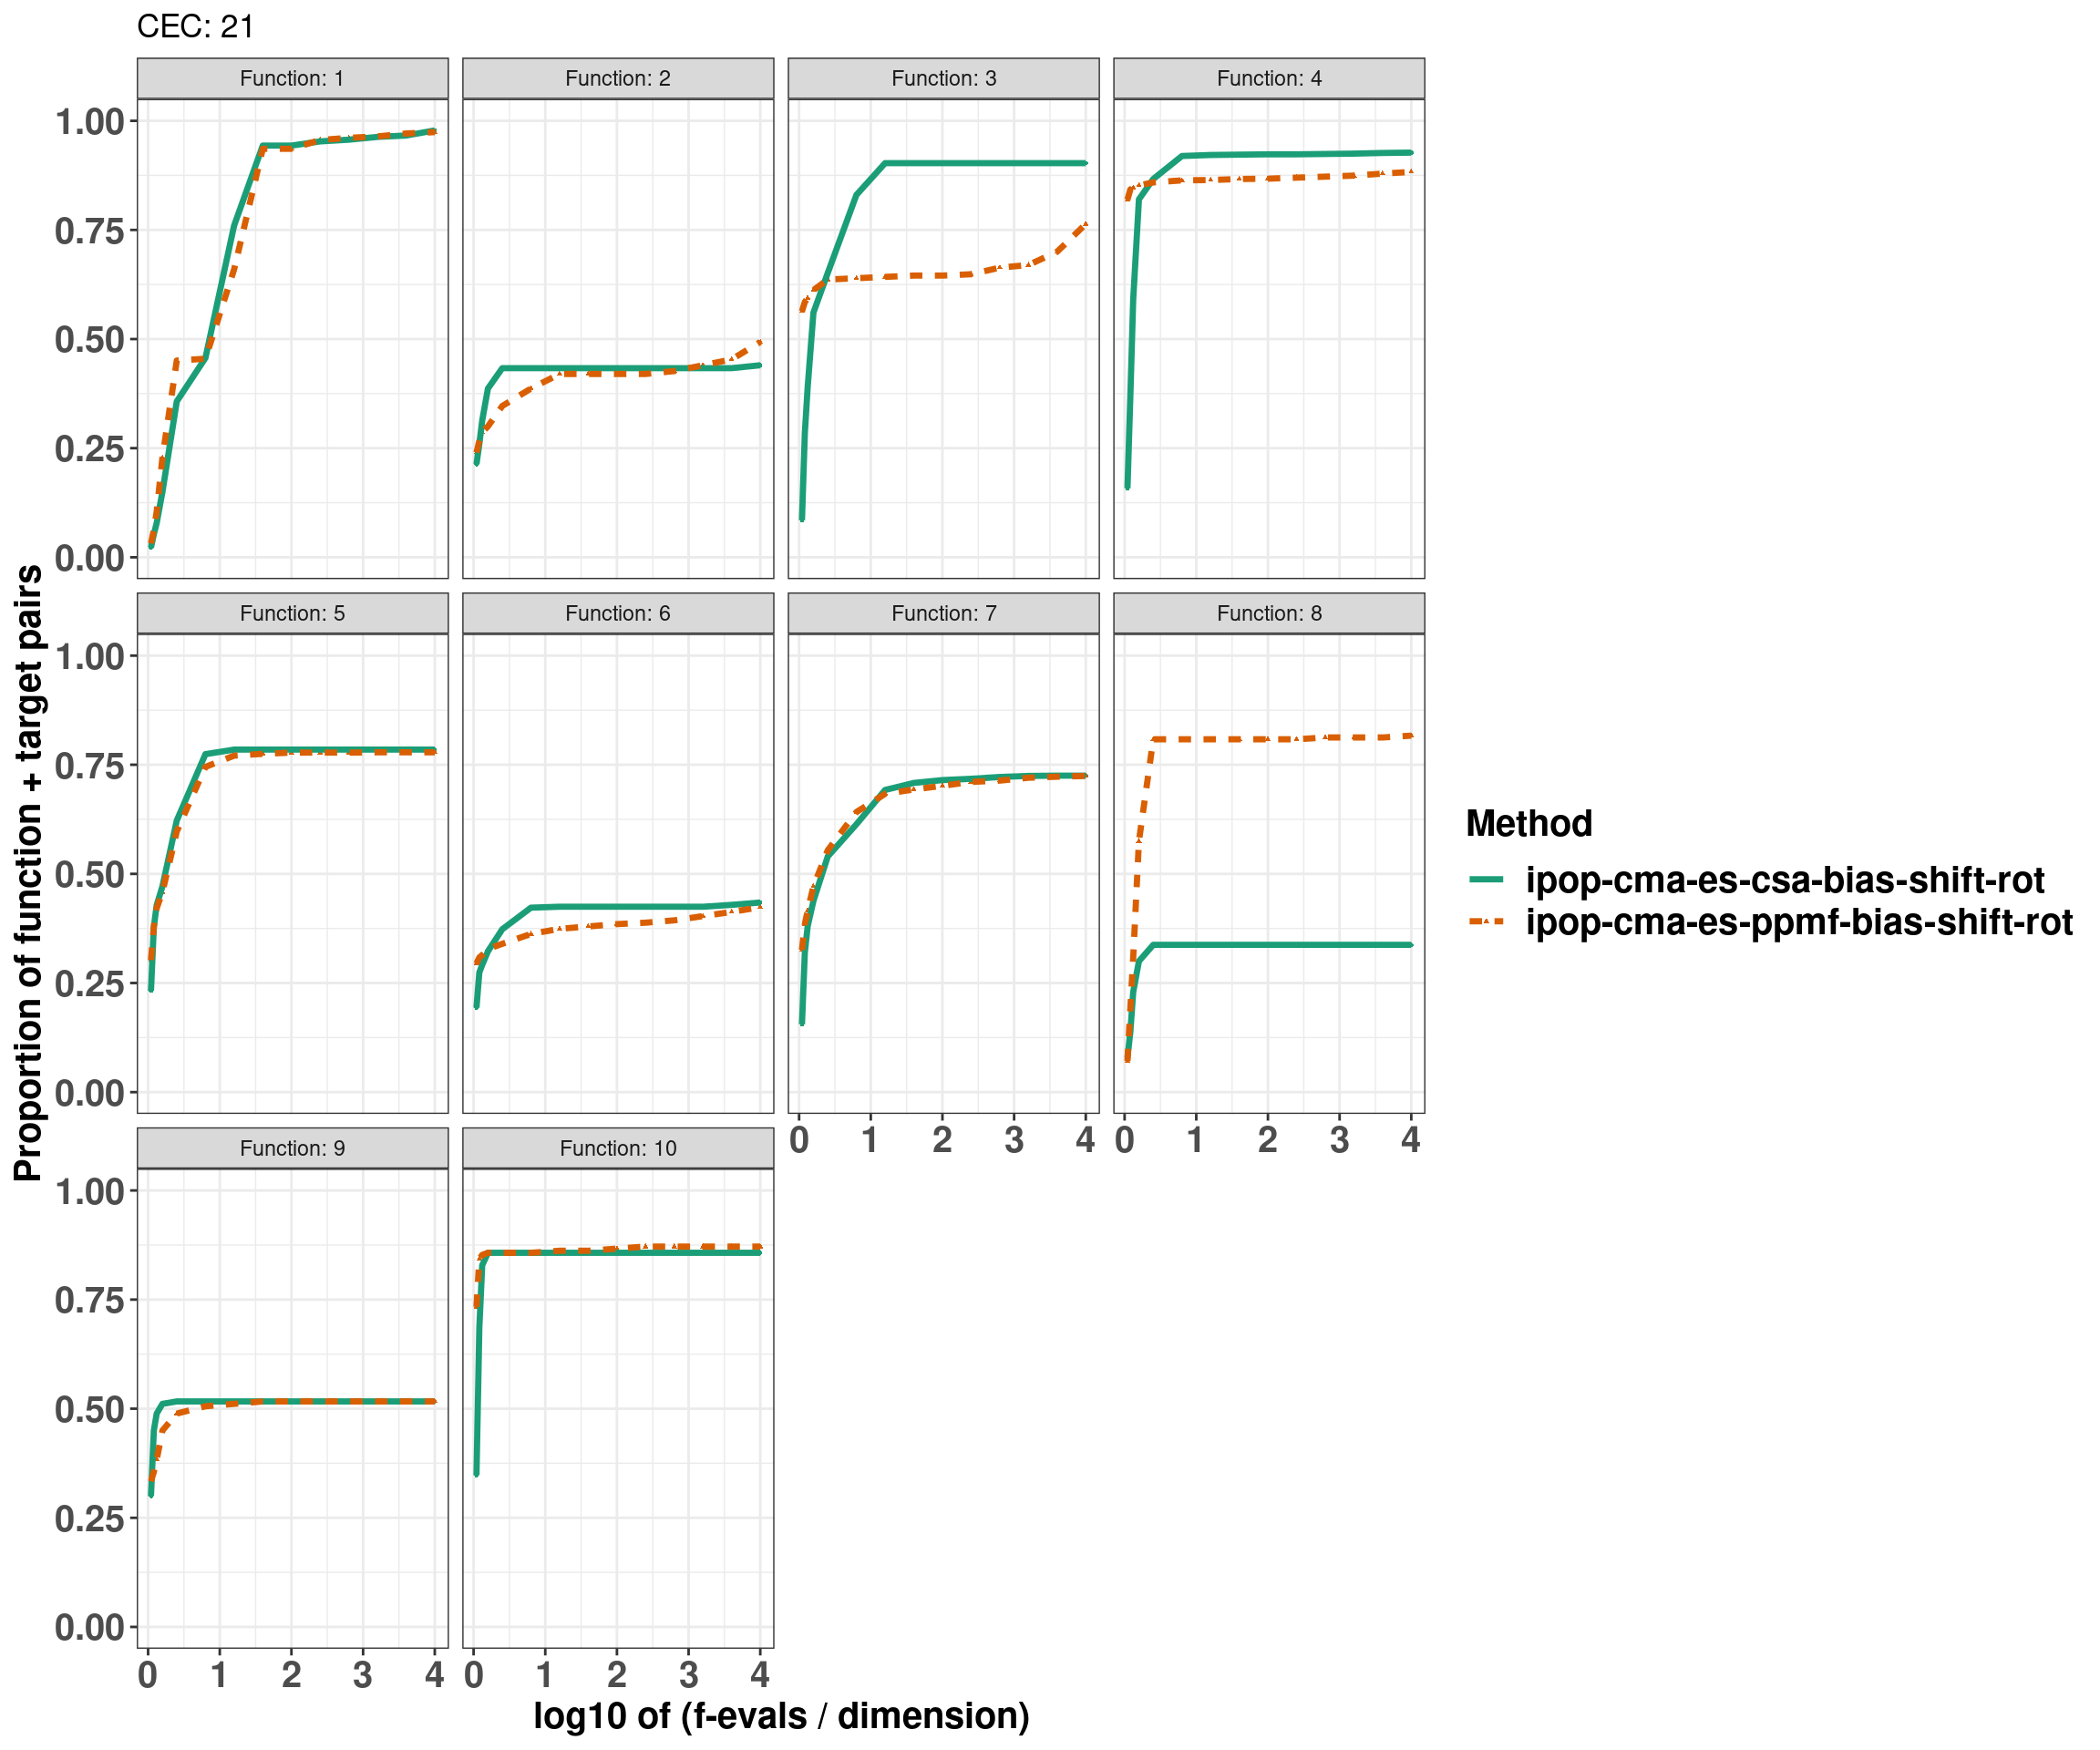 CEC: 21
Function: 1
Function: 2
Function: 3
Function: 4
1.00
0.75
0.50
0.25
0.00
Function: 5
Function: 6
Function: 7
Function: 8
1.00
0.75
0.50
0.25
0.00
0 1 2 3 4
0 1 2 3 4
Function: 9
Function: 10
1.00
0.75
0.50
0.25
0.00
0 1 2 3 4
0 1 2 3 4
log10 of (f-evals / dimension)
Proportion of function + target pairs
Method
ipop-cma-es-csa-bias-shift-rot
ipop-cma-es-ppmf-bias-shift-rot